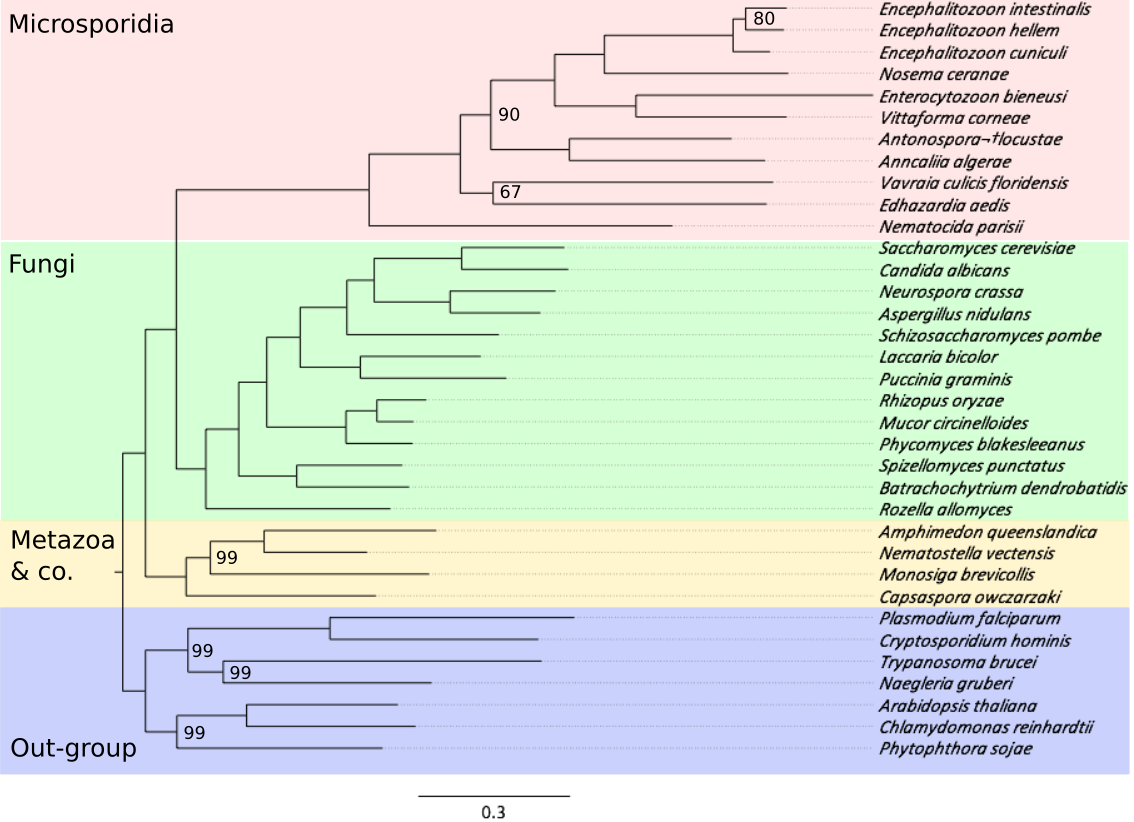 Microsporidia
Encephalitozoon intestinalis
80
Encephalitozoon hellem
Encephalitozoon cuniculi
Nosema ceranae
Enterocytozoon bieneusi
90
Vittaforma corneae
Antonospora¬†locustae
Anncaliia algerae
Vavraia culicis floridensis
67
Edhazardia aedis
Nematocida parisii
Fungi
Saccharomyces cerevisiae
Candida albicans
Neurospora crassa
Aspergillus nidulans
Schizosaccharomyces pombe
Laccaria bicolor
Puccinia graminis
Rhizopus oryzae
Mucor circinelloides
Phycomyces blakesleeanus
Spizellomyces punctatus
Batrachochytrium dendrobatidis
Rozella allomyces
Metazoa
& co.
Amphimedon queenslandica
99
Nematostella vectensis
Monosiga brevicollis
Capsaspora owczarzaki
Plasmodium falciparum
Cryptosporidium hominis
99
Trypanosoma brucei
99
Naegleria gruberi
Arabidopsis thaliana
99
Chlamydomonas reinhardtii
Out-group
Phytophthora sojae
0.3